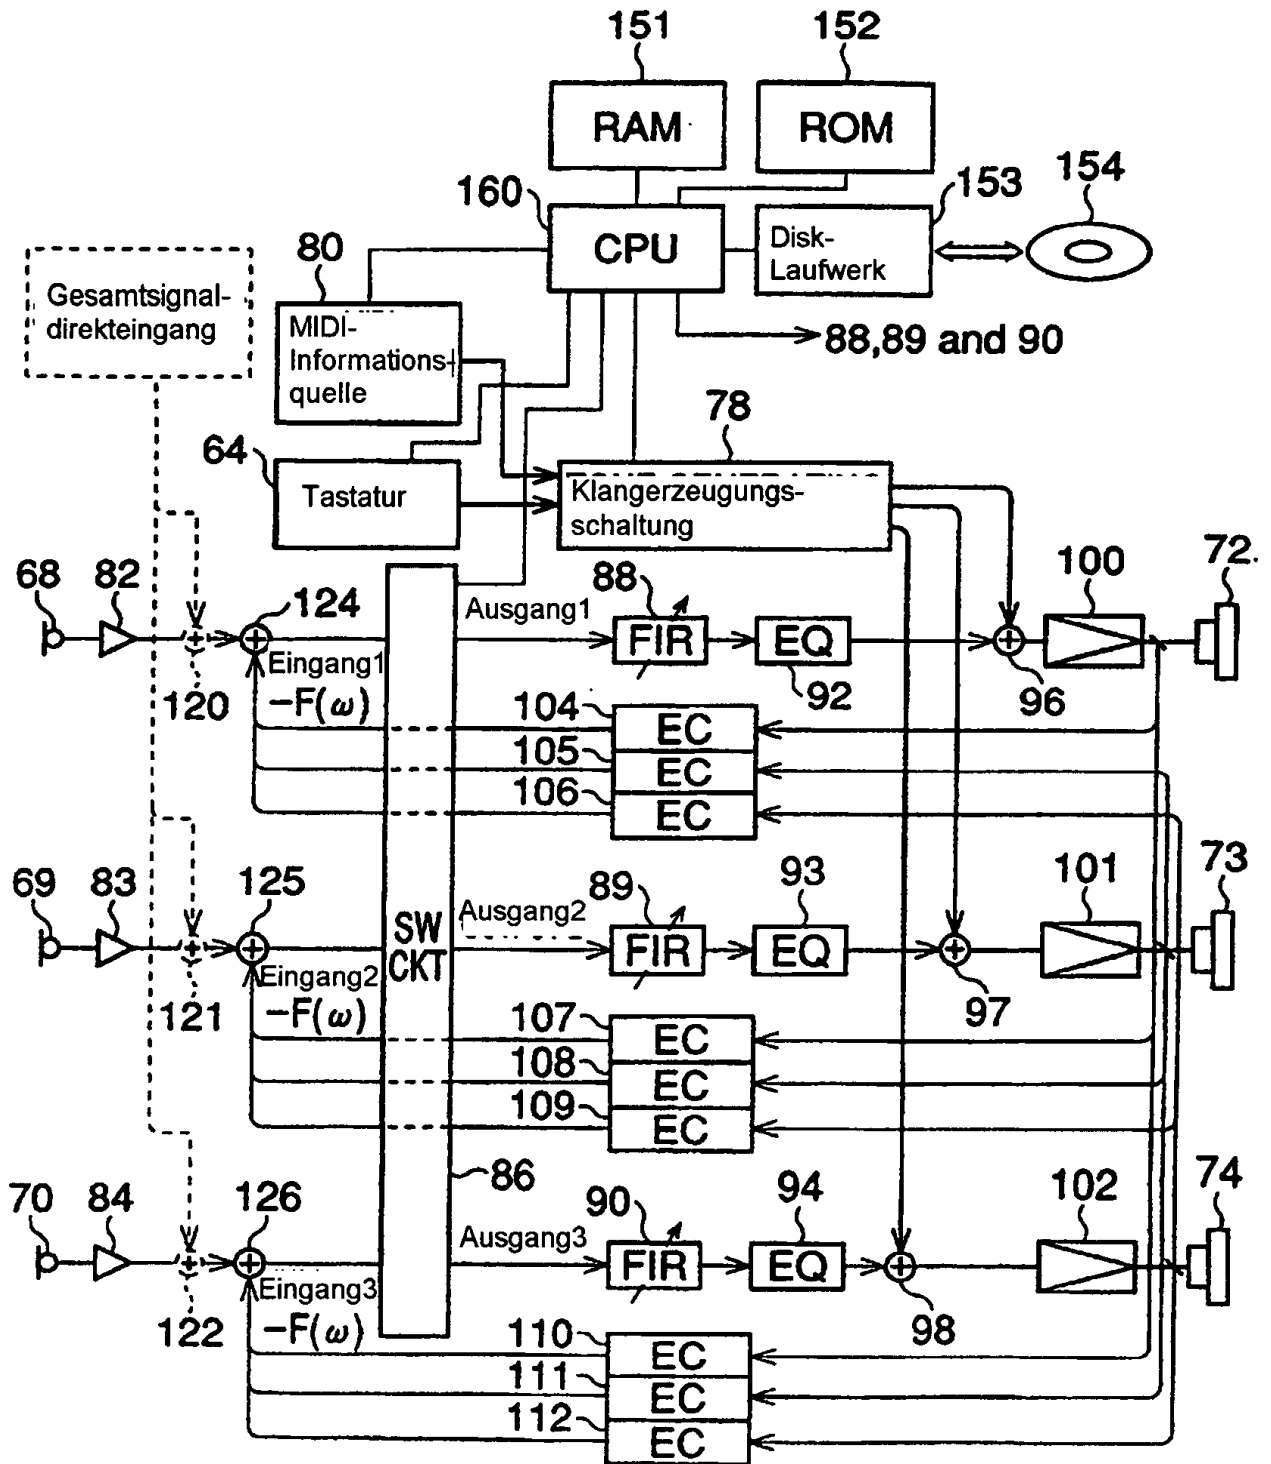 151
152
RAM
ROM
160
153
154
CPU
Disk-
Laufwerk
80
Gesamtsignal-
direkteingang
MIDI-
Informations-
quelle
88,89 and 90
78
64
Tastatur
Klangerzeugungs-
schaltung
68
82
124
Ausgang1
88
FIR
EQ
92
100
72.
96
120
Eingang1
-F(ω)
104
EC
105
EC
106
EC
69
83
125
SW
CKT
Ausgang2
89
FIR
93
EQ
101
73
97
121
Eingang2
-F(ω)
107
EC
108
EC
109
EC
86
70
84
126
Ausgang3
90
FIR
94
EQ
102
74
98
122
Eingang3
-F(ω)
110
EC
111
EC
112
EC